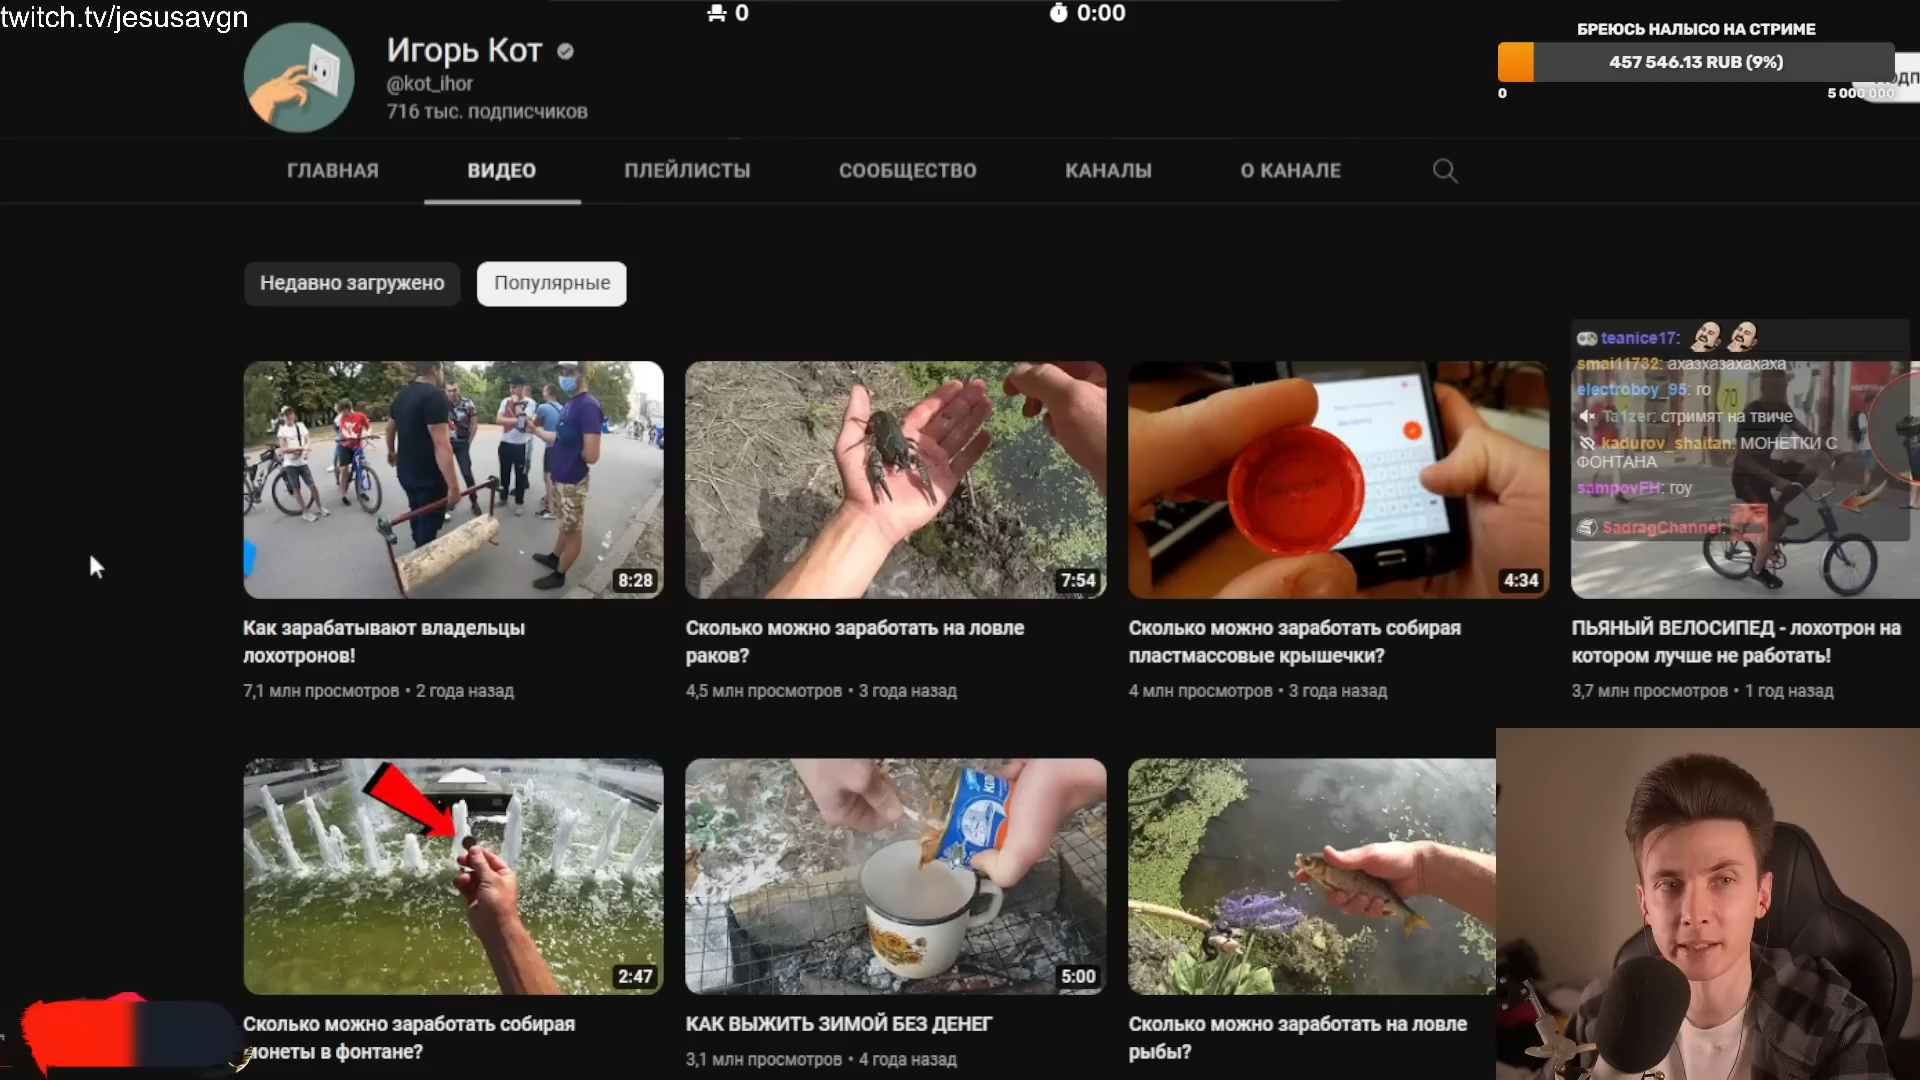 twitch.tv/jesusavgn
0
0:00
БРЕЮСЬ НАЛЫСО НА СТРИМЕ
457 546.13 RUB (9%)
0
5 000 000
Игорь Кот
@kot_ihor
716 тыс. подписчиков
ГЛАВНАЯ
ВИДЕО
ПЛЕЙЛИСТЫ
СООБЩЕСТВО
КАНАЛЫ
О КАНАЛЕ
Недавно загружено
Популярные
teanice17:
smai11732: ахазхазахахаха
electroboy_95: го
Ta1zer: стримят на твиче
kadurov_shaitan: МОНЕТКИ С
ФОНТАНА
sampovFH: гоу
SadragChannel:
8:28
7:54
4:34
Как зарабатывают владельцы
лохотронов!
7,1 млн просмотров • 2 года назад
Сколько можно заработать на ловле
раков?
4,5 млн просмотров • 3 года назад
Сколько можно заработать собирая
пластмассовые крышечки?
4 млн просмотров • 3 года назад
ПЬЯНЫЙ ВЕЛОСИПЕД - лохотрон на
котором лучше не работать!
3,7 млн просмотров • 1 год назад
2:47
5:00
Сколько можно заработать собирая
монеты в фонтане?
КАК ВЫЖИТЬ ЗИМОЙ БЕЗ ДЕНЕГ
3,1 млн просмотров • 4 года назад
Сколько можно заработать на ловле
рыбы?